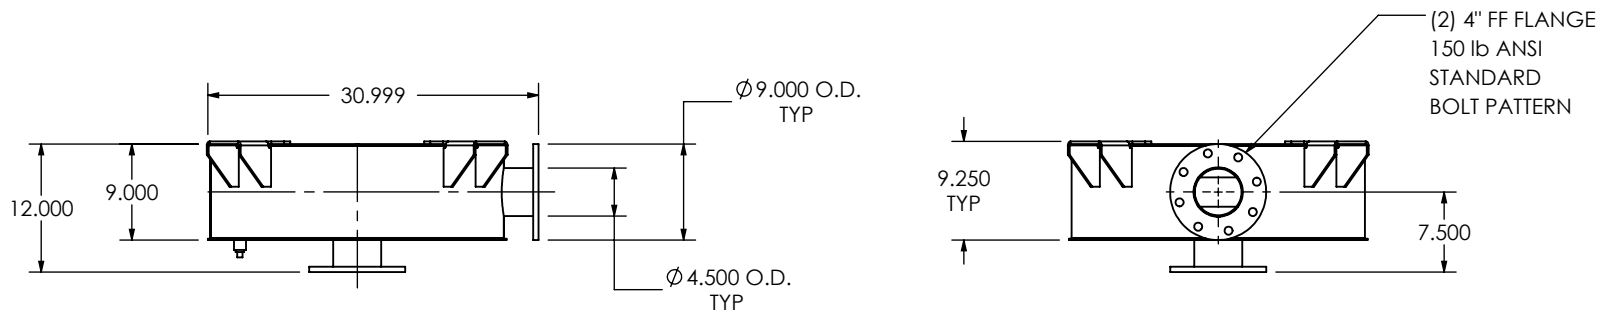 30.999
Ø9.000 O.D.
TYP
12.000
9.000
Ø4.500 O.D.
TYP
(2) 4" FF FLANGE
150 lb ANSI
STANDARD
BOLT PATTERN
9.250
TYP
7.500